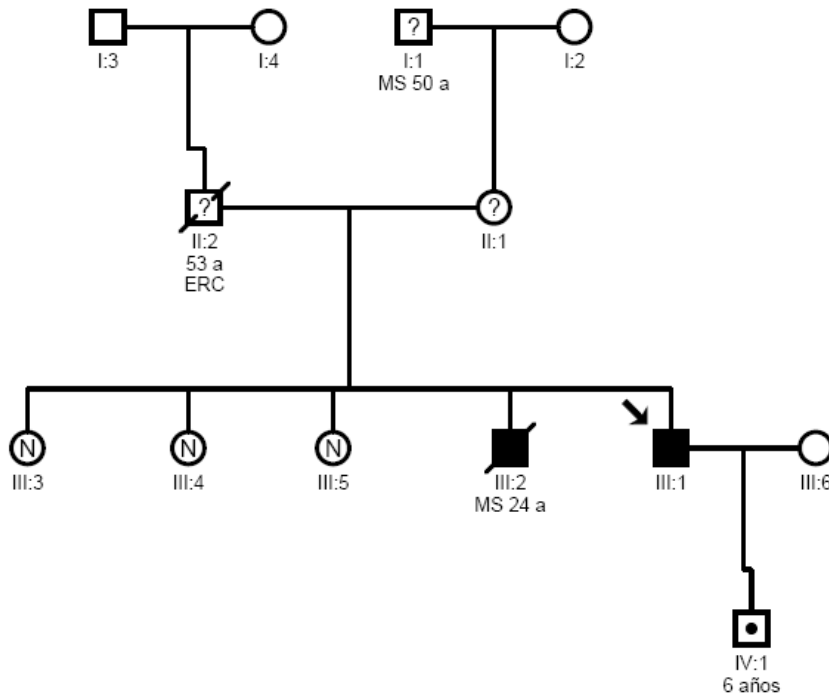 I:3
I:4
?
I:1
MS 50 a
I:2
?
II:2
53 a
ERC
?
II:1
N
III:3
N
III:4
N
III:5
III:2
MS 24 a
III:1
III:6
IV:1
6 años